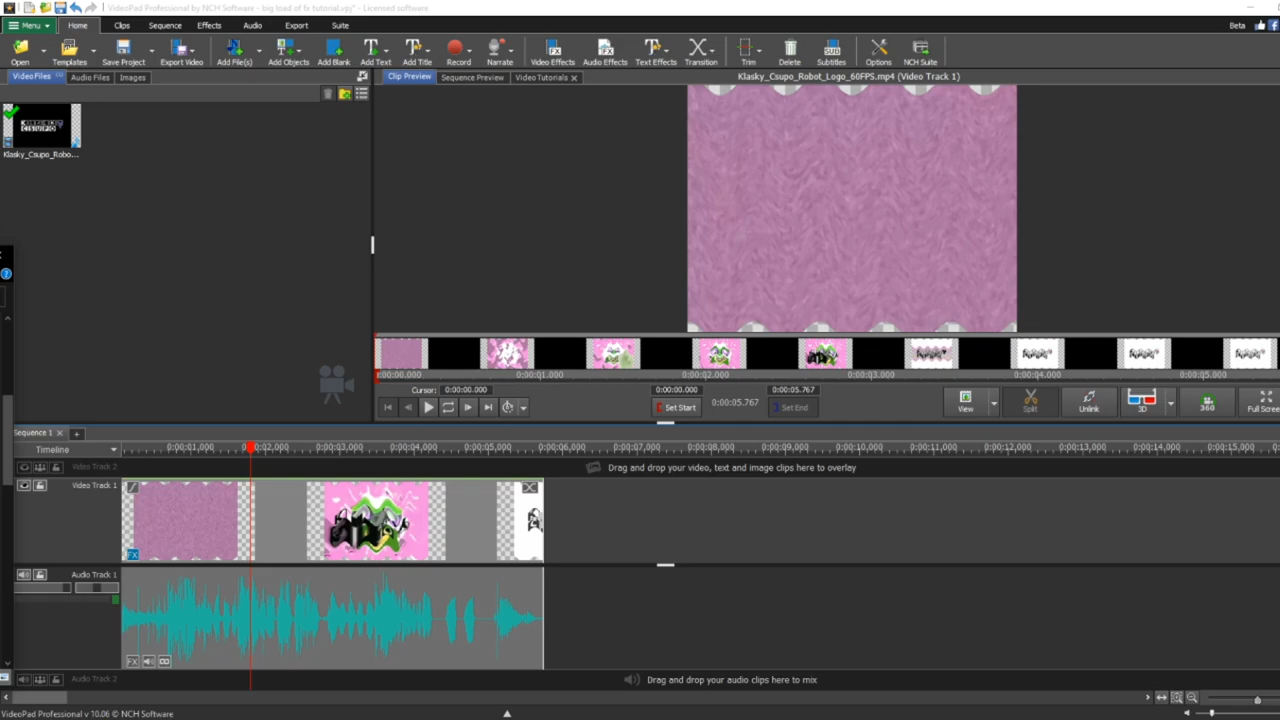 VideoPad Professional by NCH Software - big load of fx tutorial.vpj* - Licensed software
Menu Home Clips Sequence Effects Audio Export Suite Beta
Open Templates Save Project Export Video Add File(s) Add Objects Add Blank Add Text Add Title Record Narrate Video Effects Audio Effects Text Effects Transition Trim Delete Subtitles Options NCH Suite
Video Files Audio Files Images
Clip Preview Sequence Preview Video Tutorials Klasky_Csupo_Robot_Logo_60FPS.mp4 (Video Track 1)
Klasky_Csupo_Robo...
:00:00.000 0:00:01.000 0:00:02.000 0:00:03.000 0:00:04.000 0:00:05.000
Cursor: 0:00:00.000 0:00:00.000 0:00:05.767
Set Start 0:00:05.767 Set End
View Split Unlink 3D 360 Full Scree
Sequence 1
Timeline 0:00:01.000 0:00:02.000 0:00:03.000 0:00:04.000 0:00:05.000 0:00:06.000 0:00:07.000 0:00:08.000 0:00:09.000 0:00:10.000 0:00:11.000 0:00:12.000 0:00:13.000 0:00:14.000 0:00:15.000
Video Track 2 Drag and drop your video, text and image clips here to overlay
Video Track 1
FX
Audio Track 1
FX
Audio Track 2 Drag and drop your audio clips here to mix
VideoPad Professional v 10.06 © NCH Software